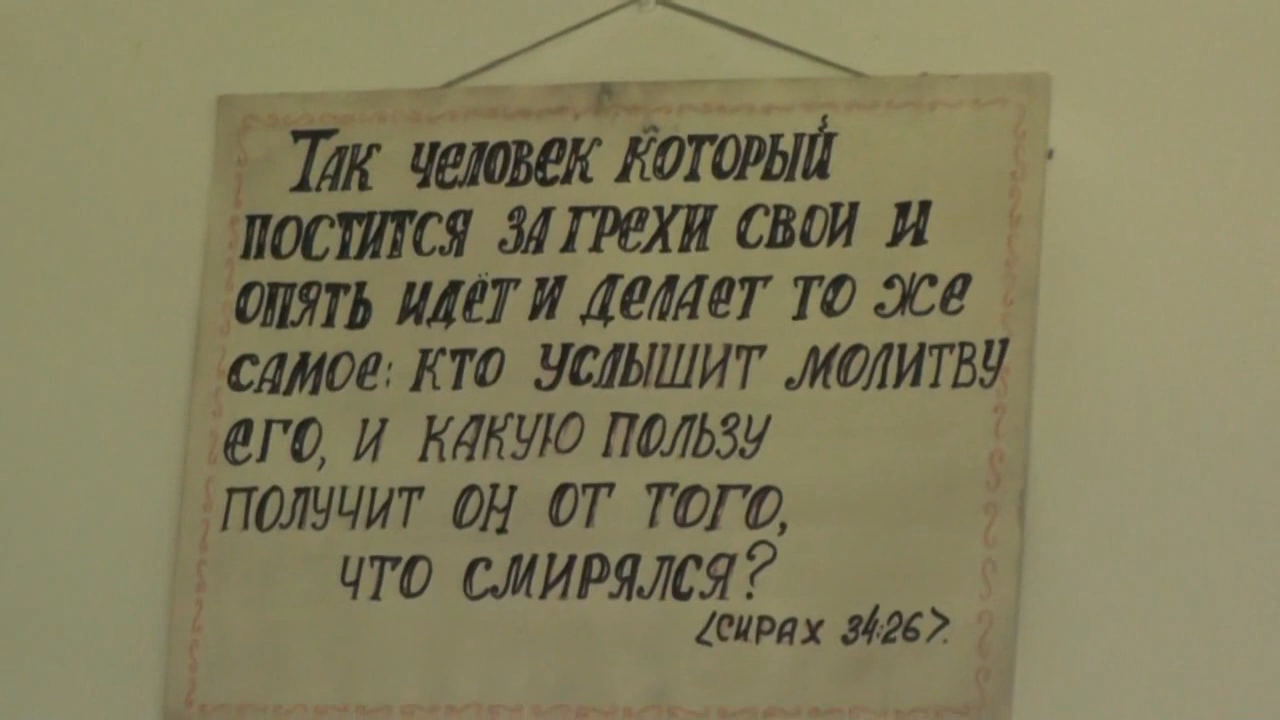 Так человек который
постится за грехи свои и
опять идёт и делает то же
самое: кто услышит молитву
его, и какую пользу
получит он от того,
что смирялся?
<Сирах 34:26>.